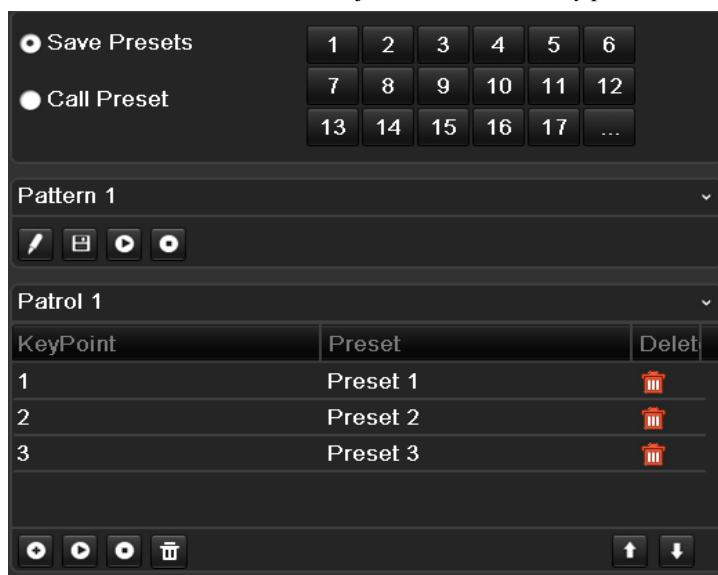 Save Presets
1 2 3 4 5 6
Call Preset
7 8 9 10 11 12
13 14 15 16 17 ...
Pattern 1
Patrol 1
KeyPoint Preset Delet
1 Preset 1
2 Preset 2
3 Preset 3